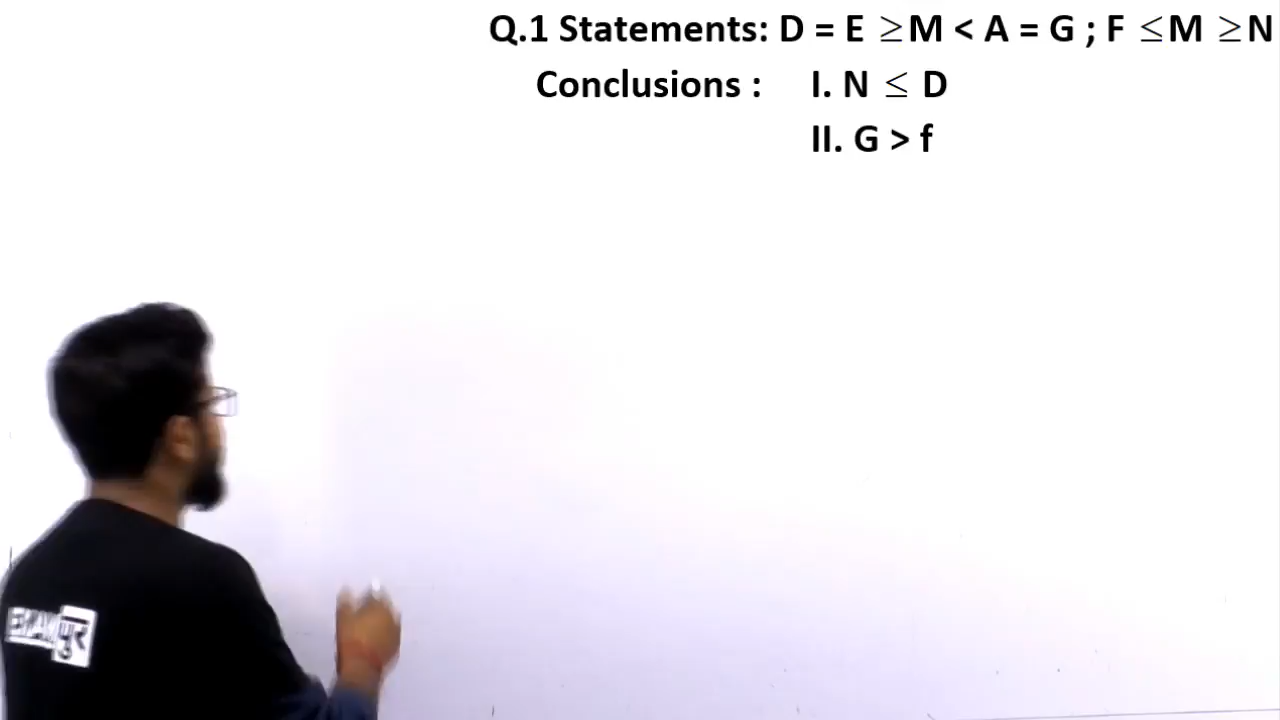 Q.1 Statements: D = E ≥M < A = G ; F ≤M ≥N
Conclusions : I. N ≤ D
II. G > f